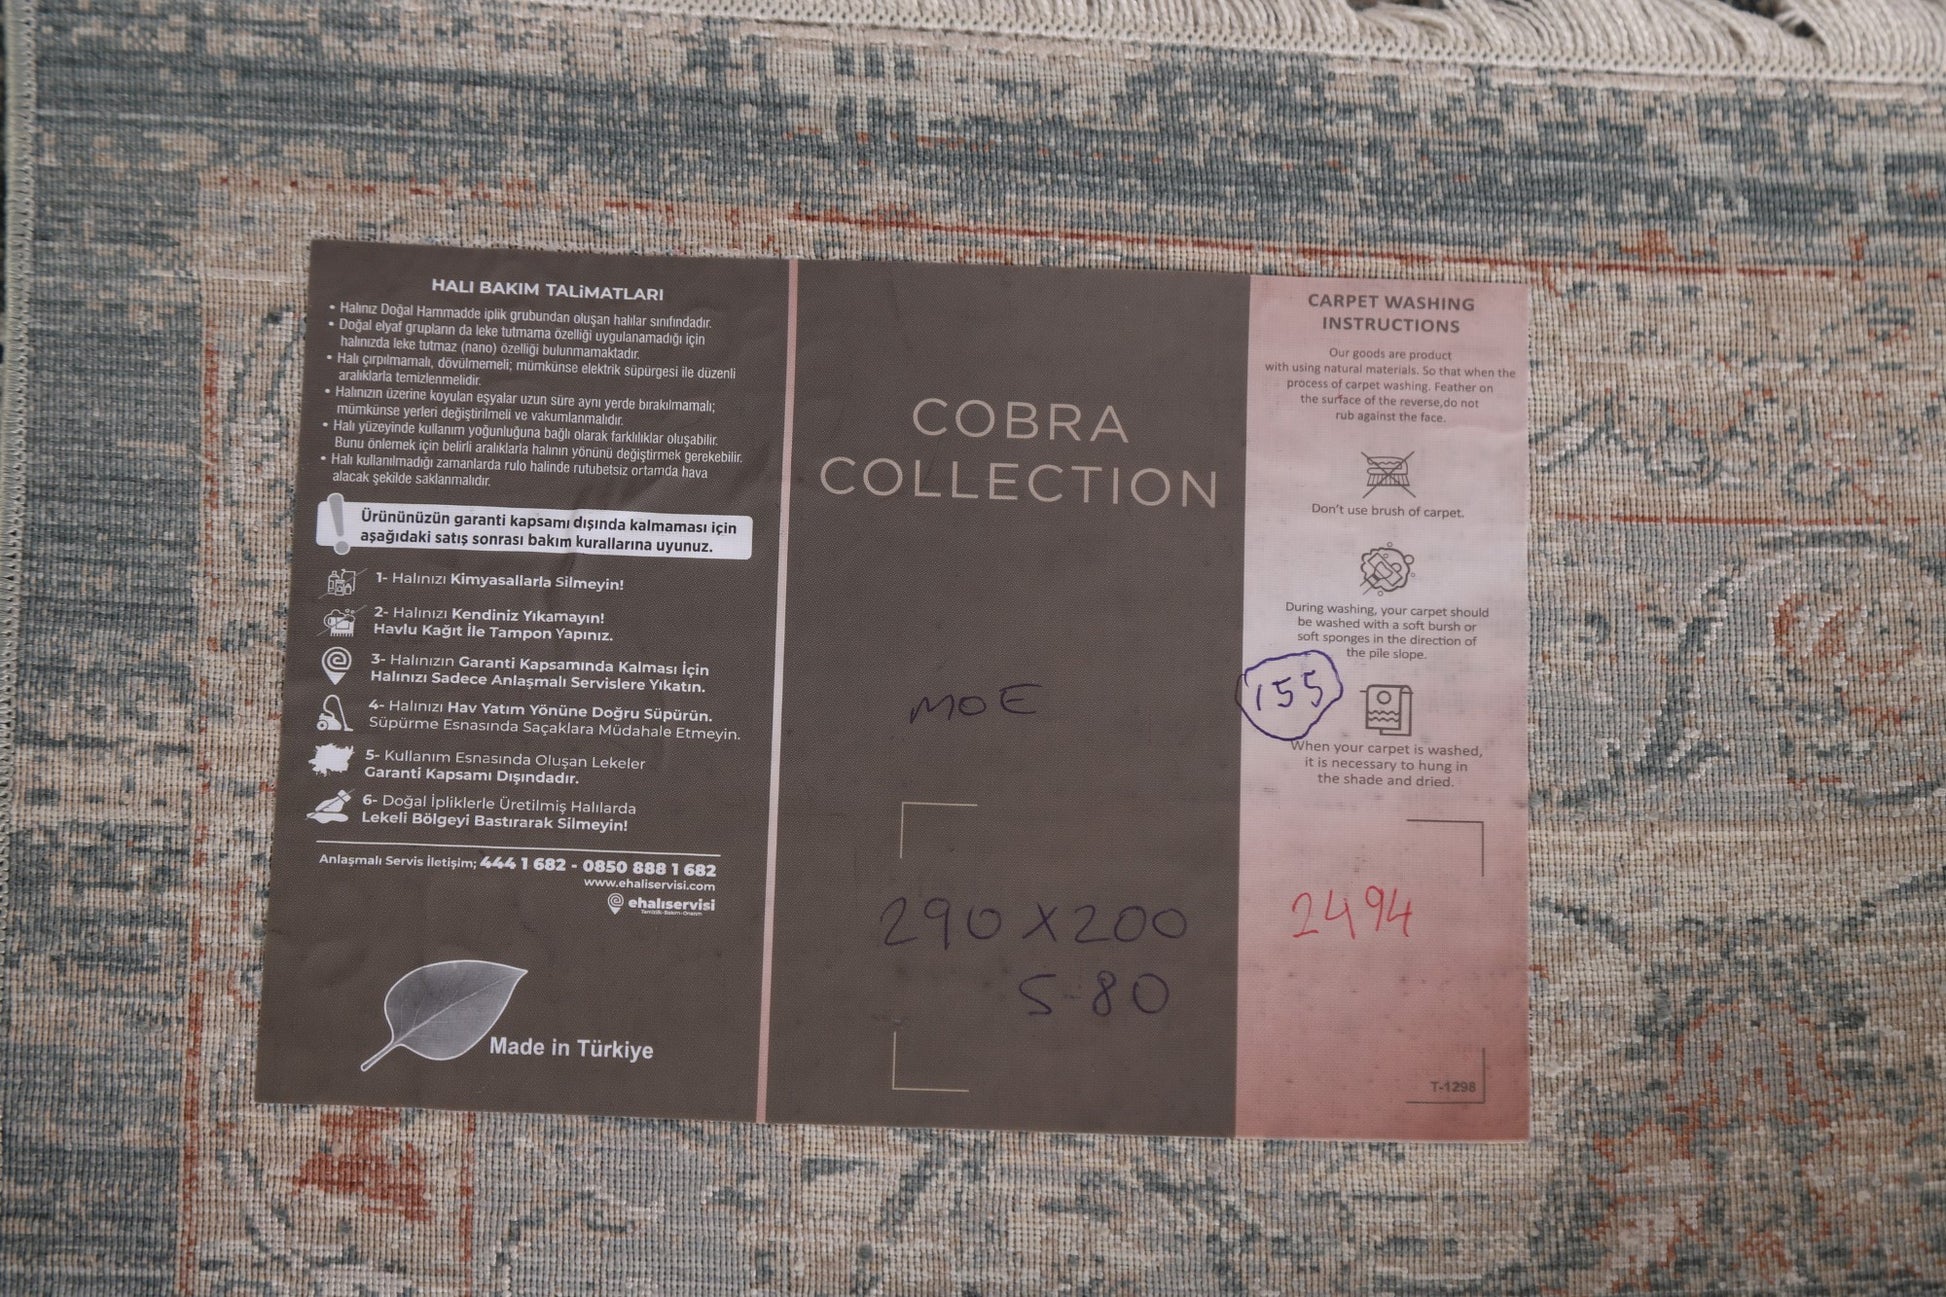 HALI BAKIM TALiMATLARI
• Halınız Doğal Hammadde iplik grubundan oluşan halılar sınıfındadır.
• Doğal elyaf grupların da leke tutmama özelliği uygulanamadığı için
halınızda leke tutmaz (nano) özelliği bulunmamaktadır.
• Halı çırpılmamalı, dövülmemeli; mümkünse elektrik süpürgesi ile düzenli
aralıklarla temizlenmelidir.
• Halınızın üzerine koyulan eşyalar uzun süre aynı yerde bırakılmamalı;
mümkünse yerleri değiştirilmeli ve vakumlanmalıdır.
• Halı yüzeyinde kullanım yoğunluğuna bağlı olarak farklılıklar oluşabilir.
Bunu önlemek için belirli aralıklarla halının yönünü değiştirmek gerekebilir.
• Halı kullanılmadığı zamanlarda rulo halinde rutubetsiz ortamda hava
alacak şekilde saklanmalıdır.
Ürününüzün garanti kapsamı dışında kalmaması için
aşağıdaki satış sonrası bakım kurallarına uyunuz.
1- Halınızı Kimyasallarla Silmeyin!
2- Halınızı Kendiniz Yıkamayın!
Havlu Kağıt İle Tampon Yapınız.
3- Halınızın Garanti Kapsamında Kalması İçin
Halınızı Sadece Anlaşmalı Servislere Yıkatın.
4- Halınızı Hav Yatım Yönüne Doğru Süpürün.
Süpürme Esnasında Saçaklara Müdahale Etmeyin.
5- Kullanım Esnasında Oluşan Lekeler
Garanti Kapsamı Dışındadır.
6- Doğal İpliklerle Üretilmiş Halılarda
Lekeli Bölgeyi Bastırarak Silmeyin!
Anlaşmalı Servis İletişim; 444 1 682 - 0850 888 1 682
www.ehaliservisi.com
ehalıservisi
Temizlik-Bakım-Onarım
Made in Türkiye
COBRA
COLLECTION
MOE
290 X 200
S-80
CARPET WASHING
INSTRUCTIONS
Our goods are product
with using natural materials. So that when the
process of carpet washing. Feather on
the surface of the reverse,do not
rub against the face.
Don't use brush of carpet.
During washing, your carpet should
be washed with a soft bursh or
soft sponges in the direction of
the pile slope.
155
When your carpet is washed,
it is necessary to hung in
the shade and dried.
2494
T-1298